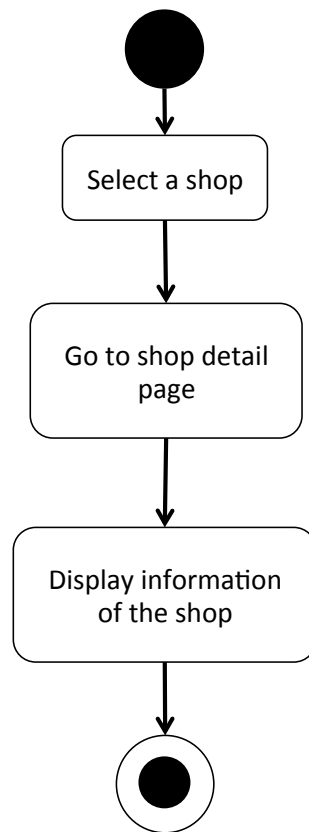 Select a shop
Go to shop detail
page
Display information
of the shop